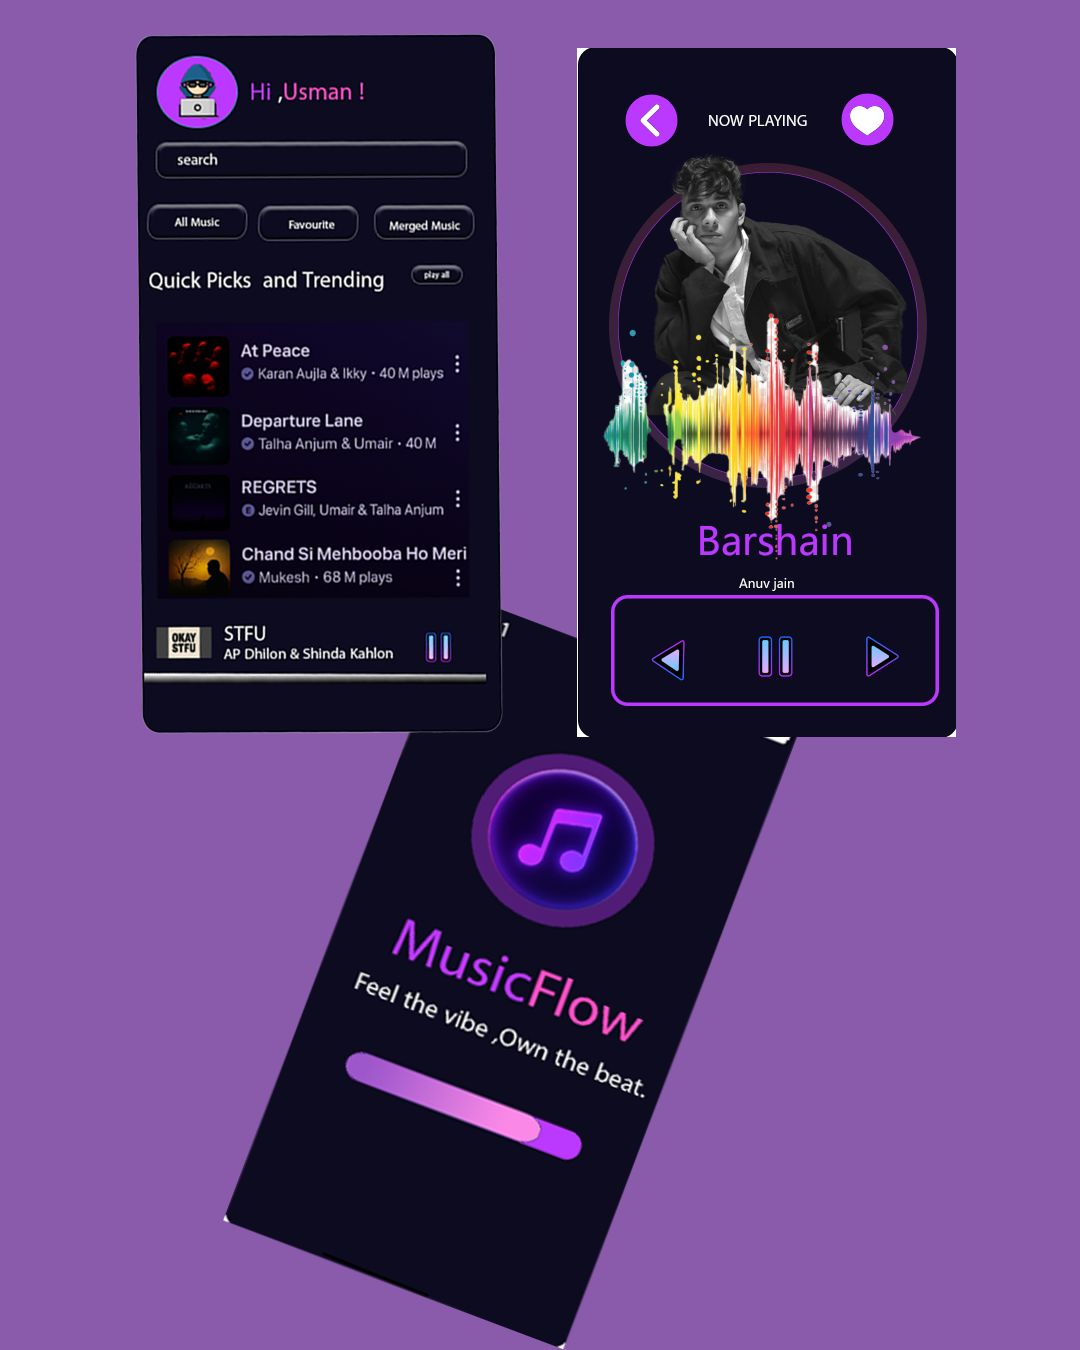 Hi ,Usman !
search
All Music
Favourite
Merged Music
Quick Picks and Trending
play all
At Peace
Karan Aujla & Ikky • 40 M plays
Departure Lane
Talha Anjum & Umair • 40 M
REGRETS
E Jevin Gill, Umair & Talha Anjum
Chand Si Mehbooba Ho Meri
Mukesh • 68 M plays
OKAY
STFU
STFU
AP Dhilon & Shinda Kahlon
NOW PLAYING
Barshain
Anuv jain
MusicFlow
Feel the vibe ,Own the beat.